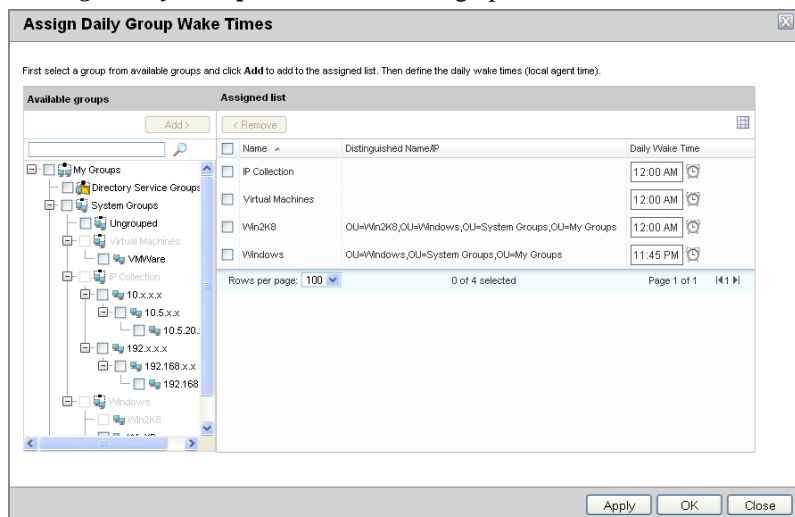 Assign Daily Group Wake Times
First select a group from available groups and click Add to add to the assigned list. Then define the daily wake times (local agent time).
Available groups
Assigned list
Add >
< Remove
Name
Distinguished Name/IP
Daily Wake Time
My Groups
Directory Service Groups
System Groups
Ungrouped
Virtual Machines
VMWare
IP Collection
10.x.x.x
10.5.x.x
10.5.20.
192.x.x.x
192.168.x.x
192.168
Windows
Win2K8
IP Collection
12:00 AM
Virtual Machines
12:00 AM
Win2K8
OU=Win2K8,OU=Windows,OU=System Groups,OU=My Groups
12:00 AM
Windows
OU=Windows,OU=System Groups,OU=My Groups
11:45 PM
Rows per page: 100
0 of 4 selected
Page 1 of 1
1
Apply
OK
Close